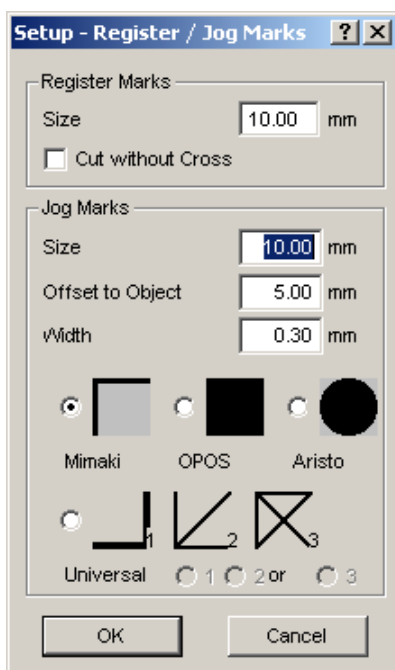 Setup - Register / Jog Marks ? X
Register Marks
Size 10.00 mm
Cut without Cross
Jog Marks
Size 10.00 mm
Offset to Object 5.00 mm
Width 0.30 mm
Mimaki OPOS Aristo
1 2 3
Universal 1 2 or 3
OK Cancel